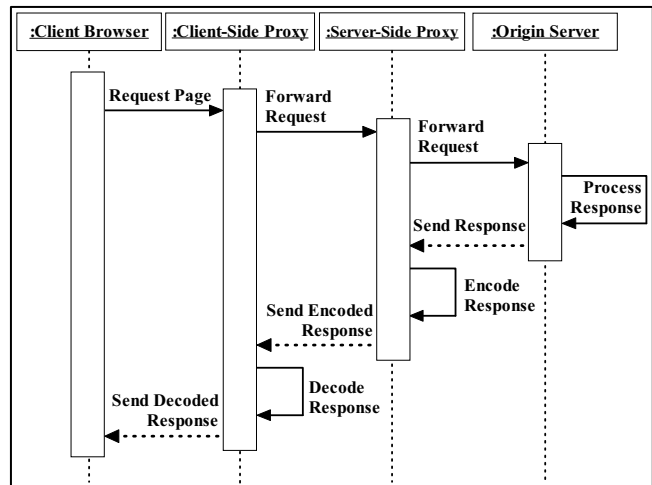 :Client Browser
:Client-Side Proxy
:Server-Side Proxy
:Origin Server
Request Page
Forward
Request
Forward
Request
Process
Response
Send Response
Encode
Response
Send Encoded
Response
Decode
Response
Send Decoded
Response